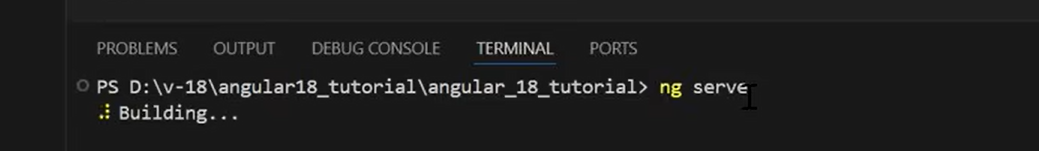 PROBLEMS OUTPUT DEBUG CONSOLE TERMINAL PORTS
PS D:\v-18\angular18_tutorial\angular_18_tutorial> ng serve
Building...